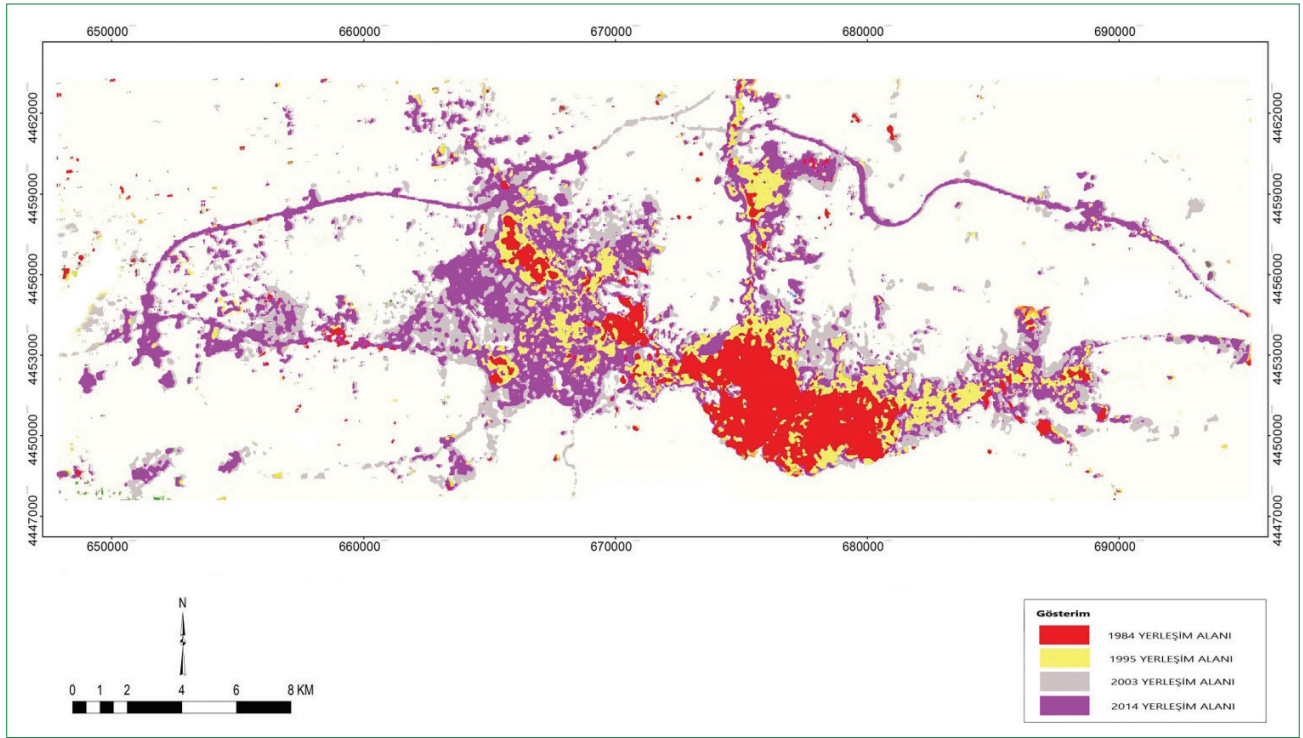 650000 660000 670000 680000 690000
4462000 4462000
4459000 4459000
4456000 4456000
4453000 4453000
4450000 4450000
4447000 4447000
650000 660000 670000 680000 690000
N
0 1 2 4 6 8 KM
Gösterim
1984 YERLEŞİM ALANI
1995 YERLEŞİM ALANI
2003 YERLEŞİM ALANI
2014 YERLEŞİM ALANI